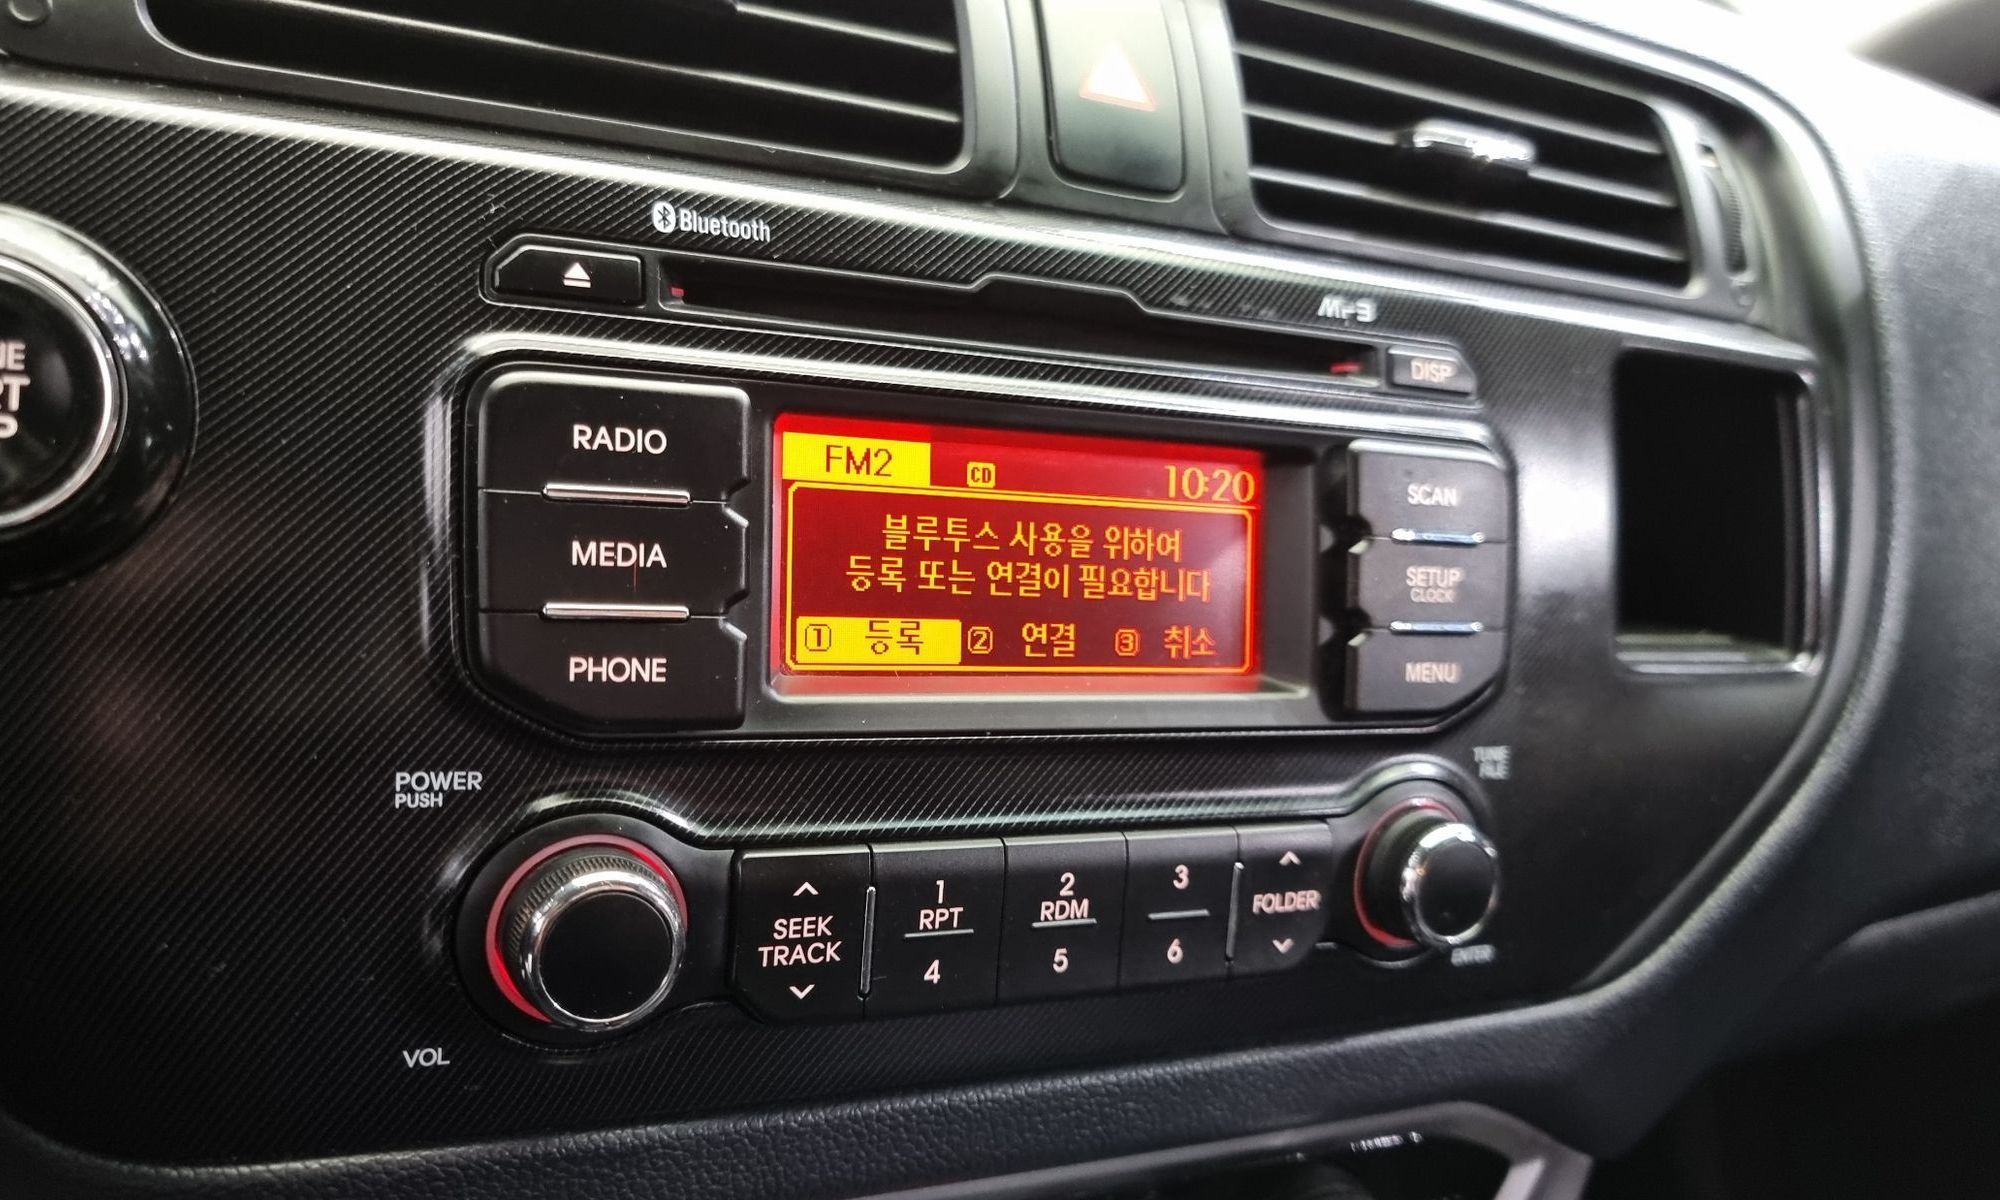 Bluetooth
MP3
DISP
RADIO
MEDIA
PHONE
FM2 CD 10:20
블루투스 사용을 위하여
등록 또는 연결이 필요합니다
1 등록 2 연결 3 취소
SCAN
SETUP
CLOCK
MENU
POWER
PUSH
VOL
SEEK
TRACK
1
RPT
4
2
RDM
5
3
6
FOLDER
TUNE
FILE
ENTER